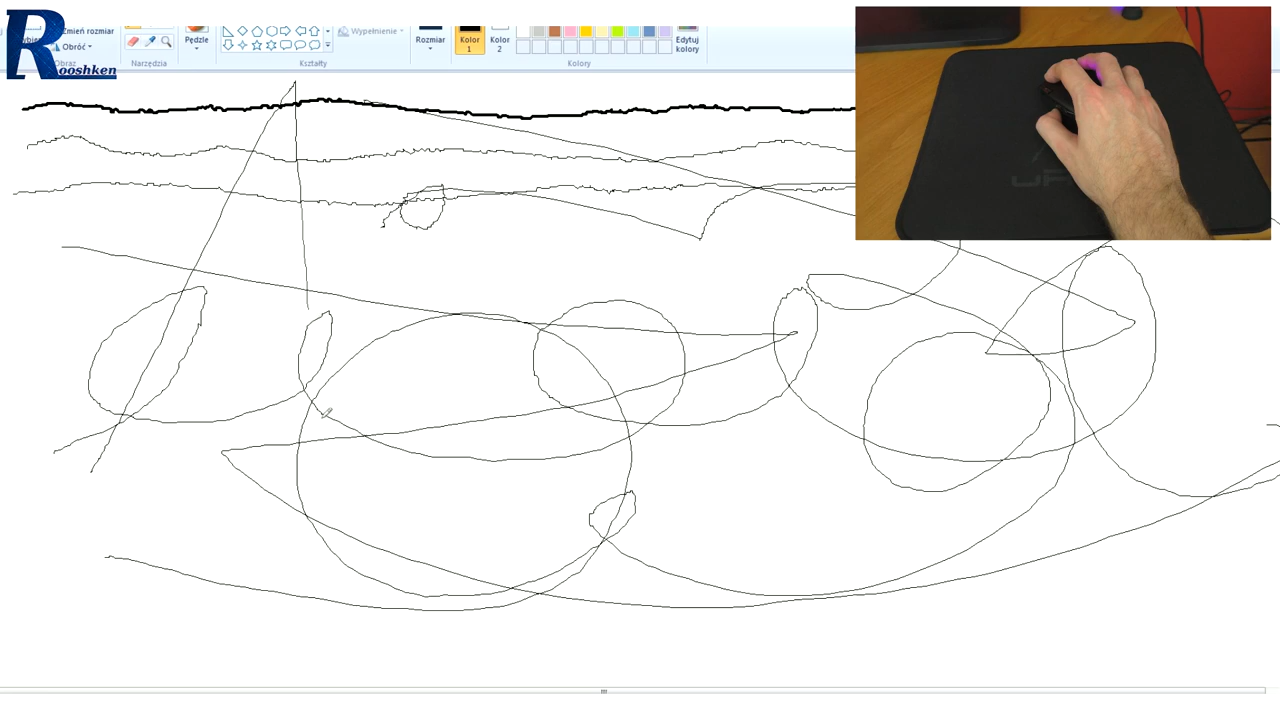 Rooshken
Zmień rozmiar
Obróć
Obraz
Narzędzia
Pędzle
Kształty
Wypełnienie
Rozmiar
Kolor
1
Kolor
2
Edytuj
kolory
Kolory